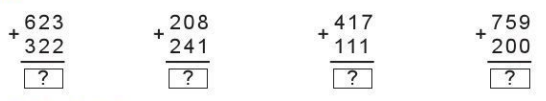 + 623 + 208 + 417 + 759
322 241 111 200
? ? ? ?